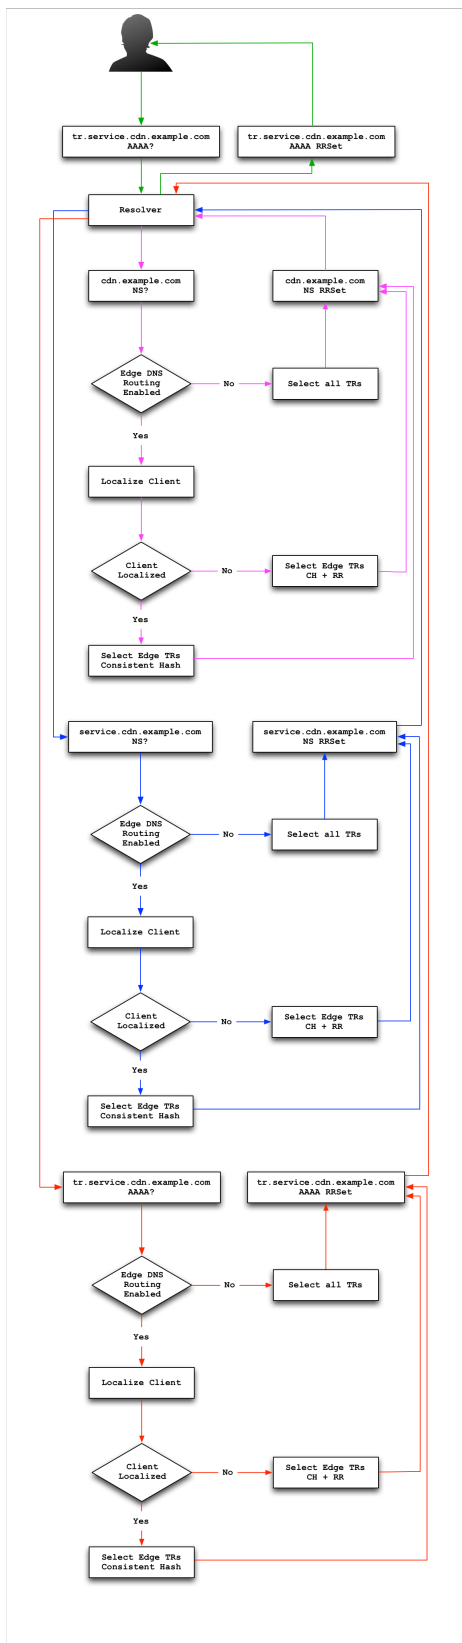 tr.service.cdn.example.com
AAAA?
tr.service.cdn.example.com
AAAA RRSet
Resolver
cdn.example.com
NS?
cdn.example.com
NS RRSet
Edge DNS
Routing
Enabled
No
Select all TRs
Yes
Localize Client
Client
Localized
No
Select Edge TRs
CH + RR
Yes
Select Edge TRs
Consistent Hash
service.cdn.example.com
NS?
service.cdn.example.com
NS RRSet
Edge DNS
Routing
Enabled
No
Select all TRs
Yes
Localize Client
Client
Localized
No
Select Edge TRs
CH + RR
Yes
Select Edge TRs
Consistent Hash
tr.service.cdn.example.com
AAAA?
tr.service.cdn.example.com
AAAA RRSet
Edge DNS
Routing
Enabled
No
Select all TRs
Yes
Localize Client
Client
Localized
No
Select Edge TRs
CH + RR
Yes
Select Edge TRs
Consistent Hash